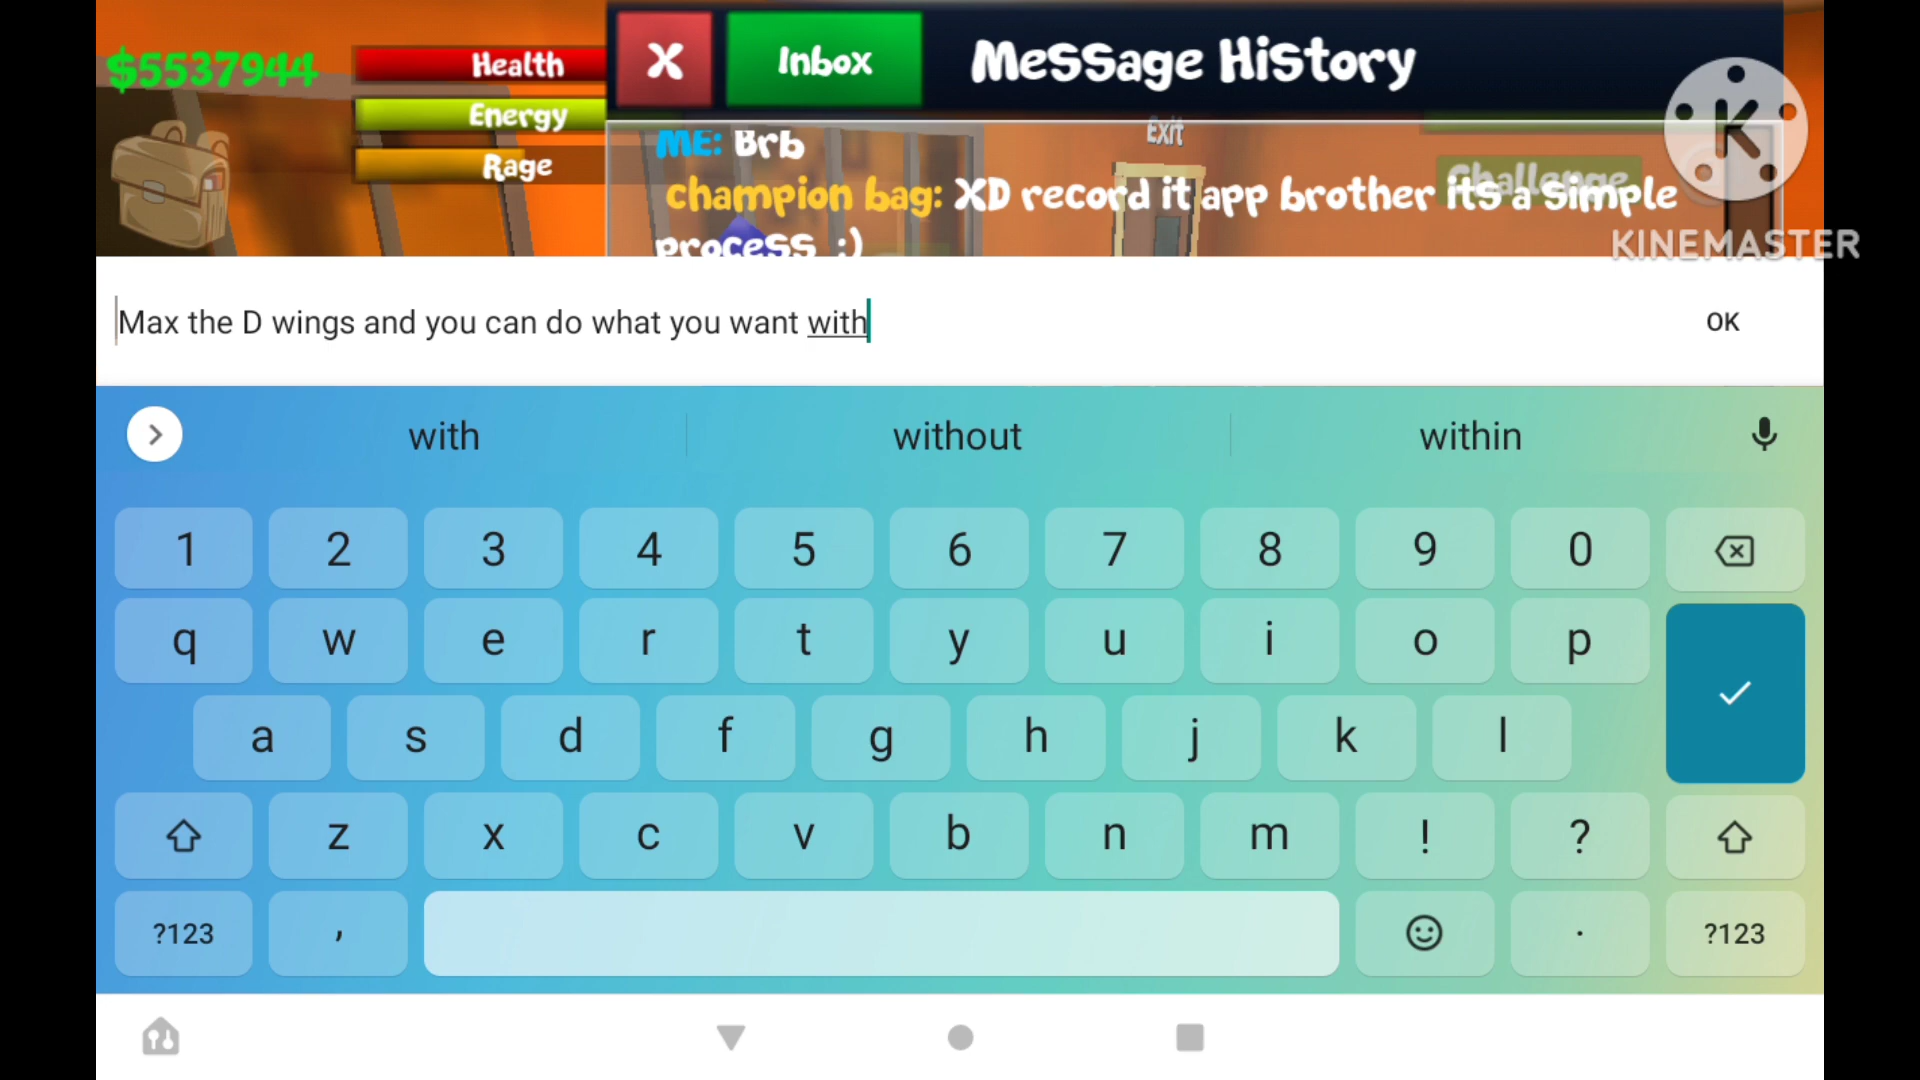 $5537944
Health
Energy
Rage
X
Inbox
Message History
Exit
Challenge
K
KINEMASTER
ME: Brb
champion bag: XD record it app brother its a simple
process :)
Max the D wings and you can do what you want with
OK
with without within
1 2 3 4 5 6 7 8 9 0
q w e r t y u i o p
a s d f g h j k l
z x c v b n m ! ?
?123 , . ?123